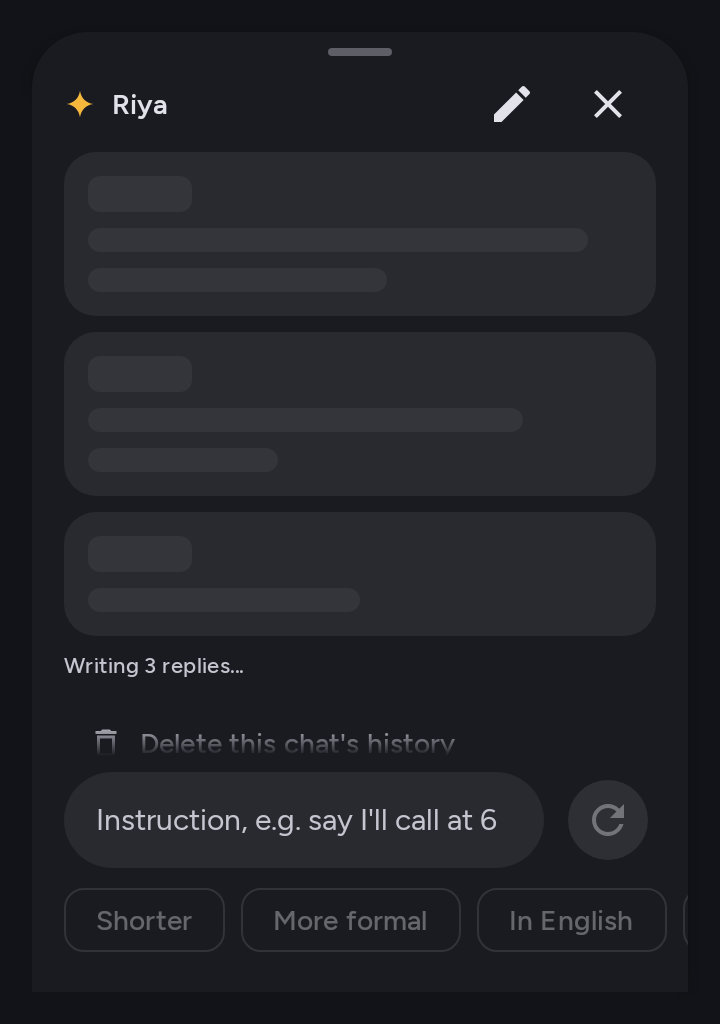 Riya
Writing 3 replies...
Delete this chat's history
Instruction, e.g. say I'll call at 6
Shorter
More formal
In English